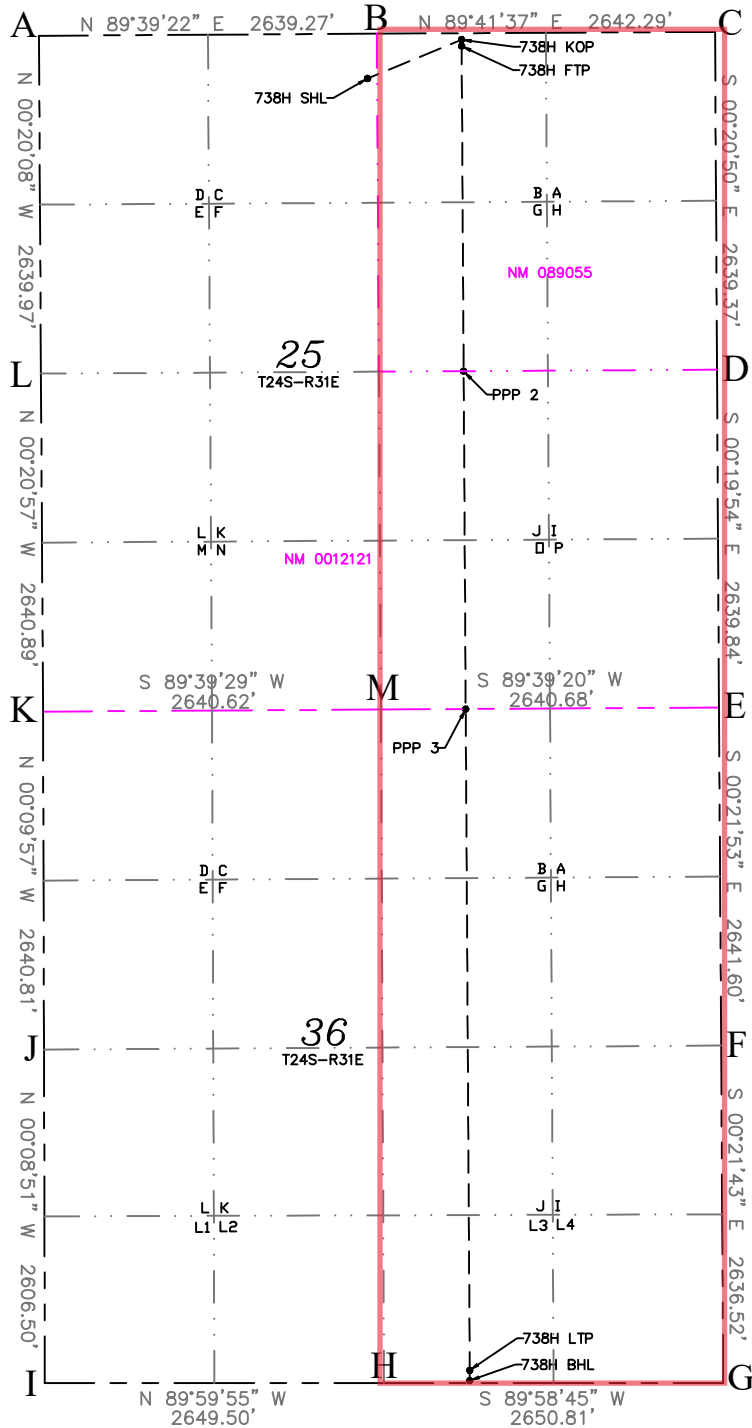 A
N 89°39'22" E 2639.27'
B
N 89°41'37" E 2642.29'
C
738H KOP
738H FTP
738H SHL
N 00°20'08" W 2639.97'
S 00°20'50" E 2639.37'
D C
E F
B A
G H
NM 089055
25
T24S-R31E
L
D
PPP 2
N 00°20'57" W 2640.89'
S 00°19'54" E 2639.84'
L K
M N
J I
O P
NM 0012121
S 89°39'29" W
2640.62'
M
S 89°39'20" W
2640.68'
K
E
PPP 3
N 00°09'57" W 2640.81'
S 00°21'53" E 2641.60'
D C
E F
B A
G H
36
T24S-R31E
J
F
N 00°08'51" W 2606.50'
S 00°21'43" E 2636.52'
L K
L1 L2
J I
L3 L4
738H LTP
738H BHL
I
H
G
N 89°59'55" W
2649.50'
S 89°58'45" W
2650.81'